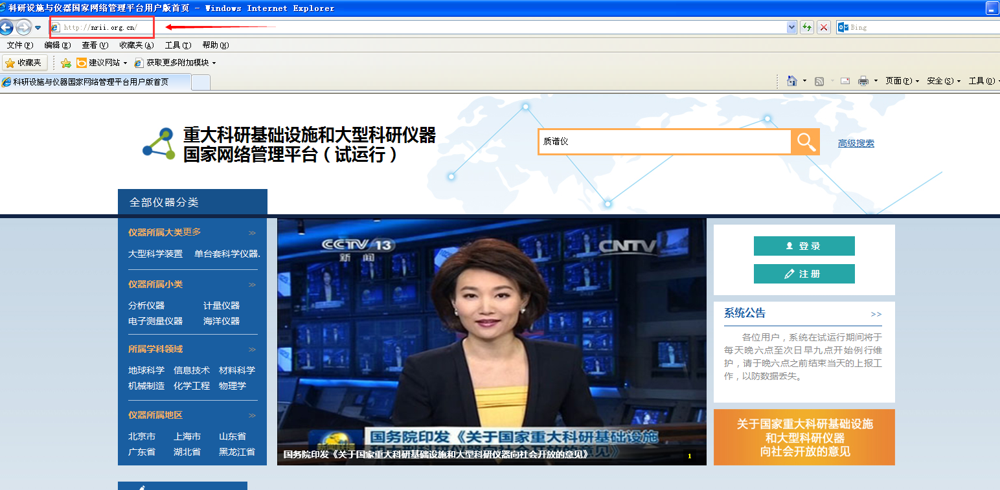 科研设施与仪器国家网络管理平台用户版首页 - Windows Internet Explorer
http://nrii.org.cn/
Bing
文件(F) 编辑(E) 查看(V) 收藏夹(A) 工具(T) 帮助(H)
收藏夹 建议网站 获取更多附加模块
科研设施与仪器国家网络管理平台用户版首页
页面(P) 安全(S) 工具(O)
重大科研基础设施和大型科研仪器
国家网络管理平台（试运行）
质谱仪
高级搜索
全部仪器分类
仪器所属大类更多 >>
大型科学装置 单台套科学仪器.
仪器所属小类 >>
分析仪器 计量仪器
电子测量仪器 海洋仪器
所属学科领域 >>
地球科学 信息技术 材料科学
机械制造 化学工程 物理学
仪器所属地区 >>
北京市 上海市 山东省
广东省 湖北省 黑龙江省
CCTV 13
新闻
CNTV
国务院印发《关于国家重大科研基础设施
和大型科研仪器向社会开放的意见》
新闻联播
国务院印发《关于国家重大科研基础设施和大型科研仪器向社会开放的意见》
1
登录
注册
系统公告 >>
各位用户，系统在试运行期间将于
每天晚六点至次日早九点开始例行维
护，请于晚六点之前结束当天的上报工
作，以防数据丢失。
关于国家重大科研基础设施
和大型科研仪器
向社会开放的意见